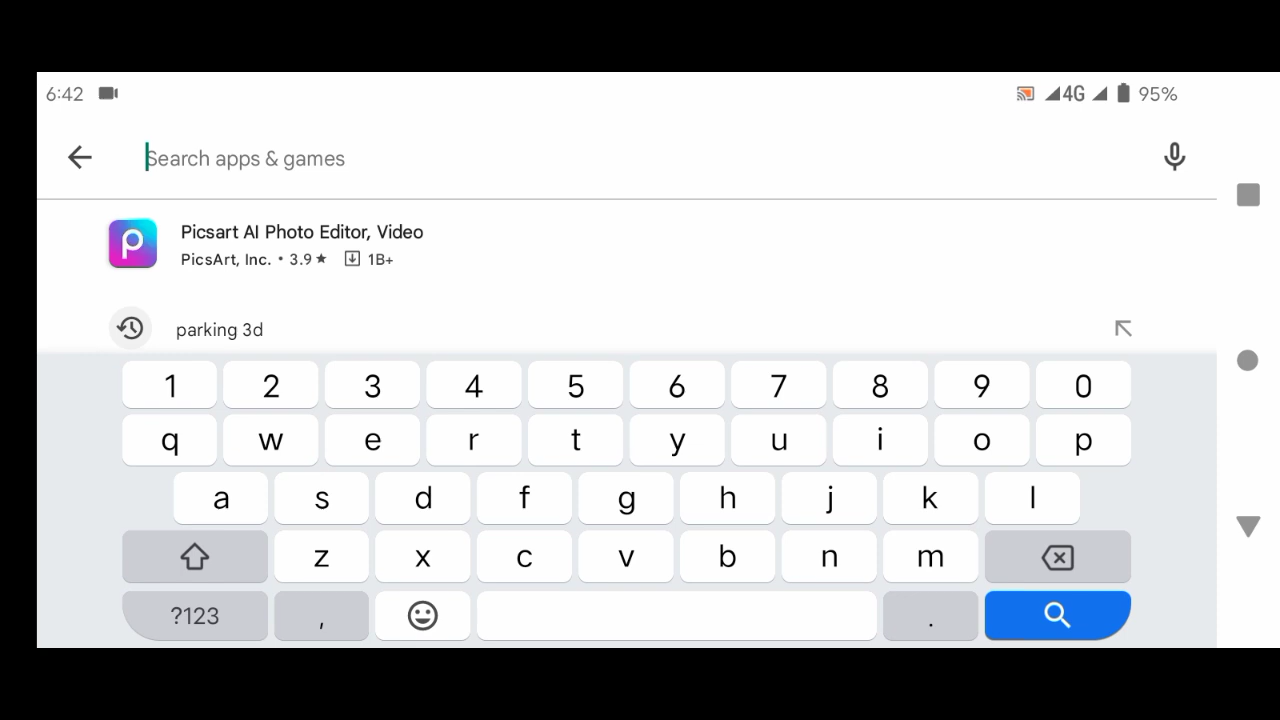 6:42 4G 95%
Search apps & games
Picsart AI Photo Editor, Video
PicsArt, Inc. • 3.9 ★ 1B+
parking 3d
1 2 3 4 5 6 7 8 9 0
q w e r t y u i o p
a s d f g h j k l
z x c v b n m
?123 , .